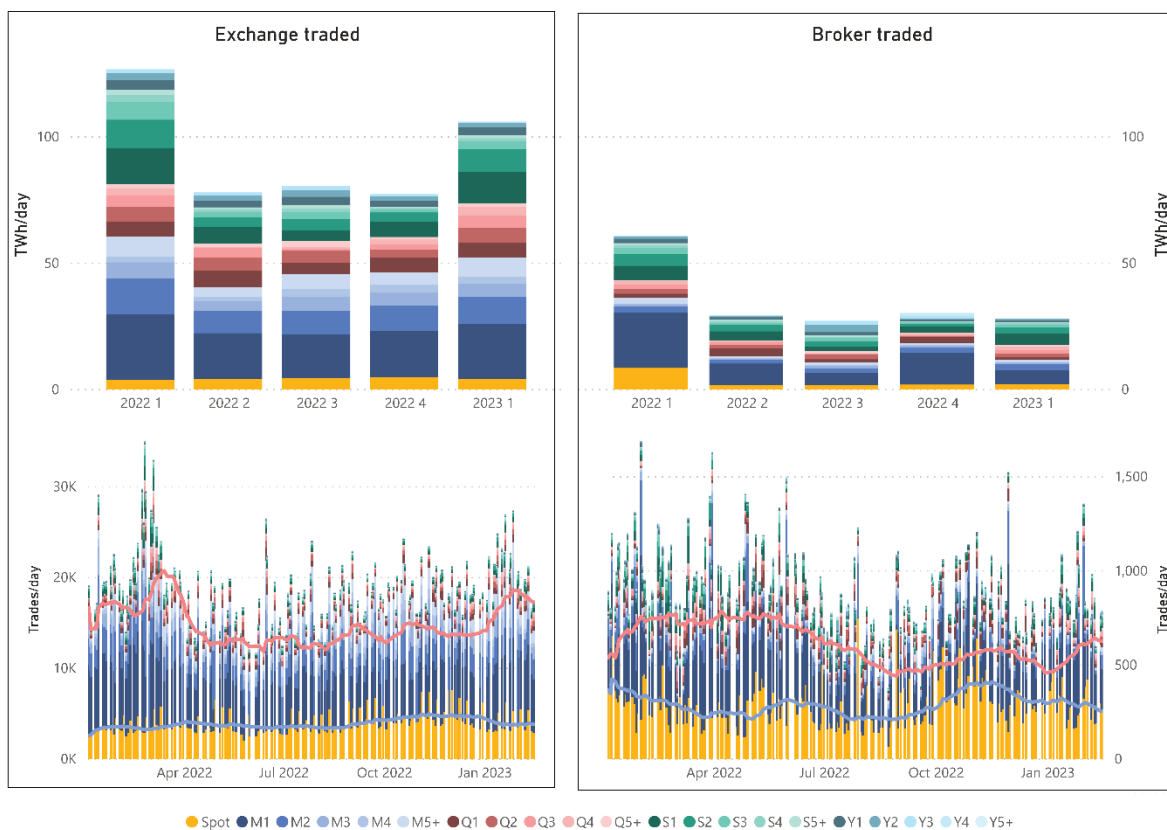 Exchange traded
TWh/day
100
50
0
2022 1 2022 2 2022 3 2022 4 2023 1
Trades/day
30K
20K
10K
0K
Apr 2022 Jul 2022 Oct 2022 Jan 2023
Broker traded
100
50
0
TWh/day
2022 1 2022 2 2022 3 2022 4 2023 1
1,500
1,000
500
0
Trades/day
Apr 2022 Jul 2022 Oct 2022 Jan 2023
Spot M1 M2 M3 M4 M5+ Q1 Q2 Q3 Q4 Q5+ S1 S2 S3 S4 S5+ Y1 Y2 Y3 Y4 Y5+